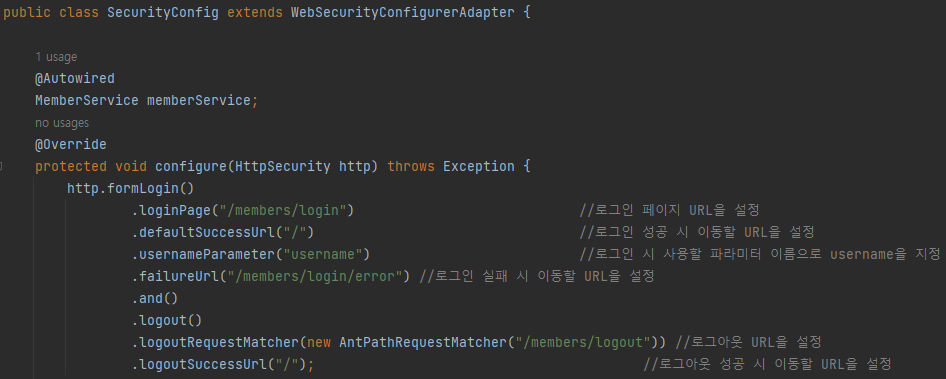 public class SecurityConfig extends WebSecurityConfigurerAdapter {
1 usage
@Autowired
MemberService memberService;
no usages
@Override
protected void configure(HttpSecurity http) throws Exception {
http.formLogin()
.loginPage("/members/login") //로그인 페이지 URL을 설정
.defaultSuccessUrl("/") //로그인 성공 시 이동할 URL을 설정
.usernameParameter("username") //로그인 시 사용할 파라미터 이름으로 username을 지정
.failureUrl("/members/login/error") //로그인 실패 시 이동할 URL을 설정
.and()
.logout()
.logoutRequestMatcher(new AntPathRequestMatcher("/members/logout")) //로그아웃 URL을 설정
.logoutSuccessUrl("/"); //로그아웃 성공 시 이동할 URL을 설정